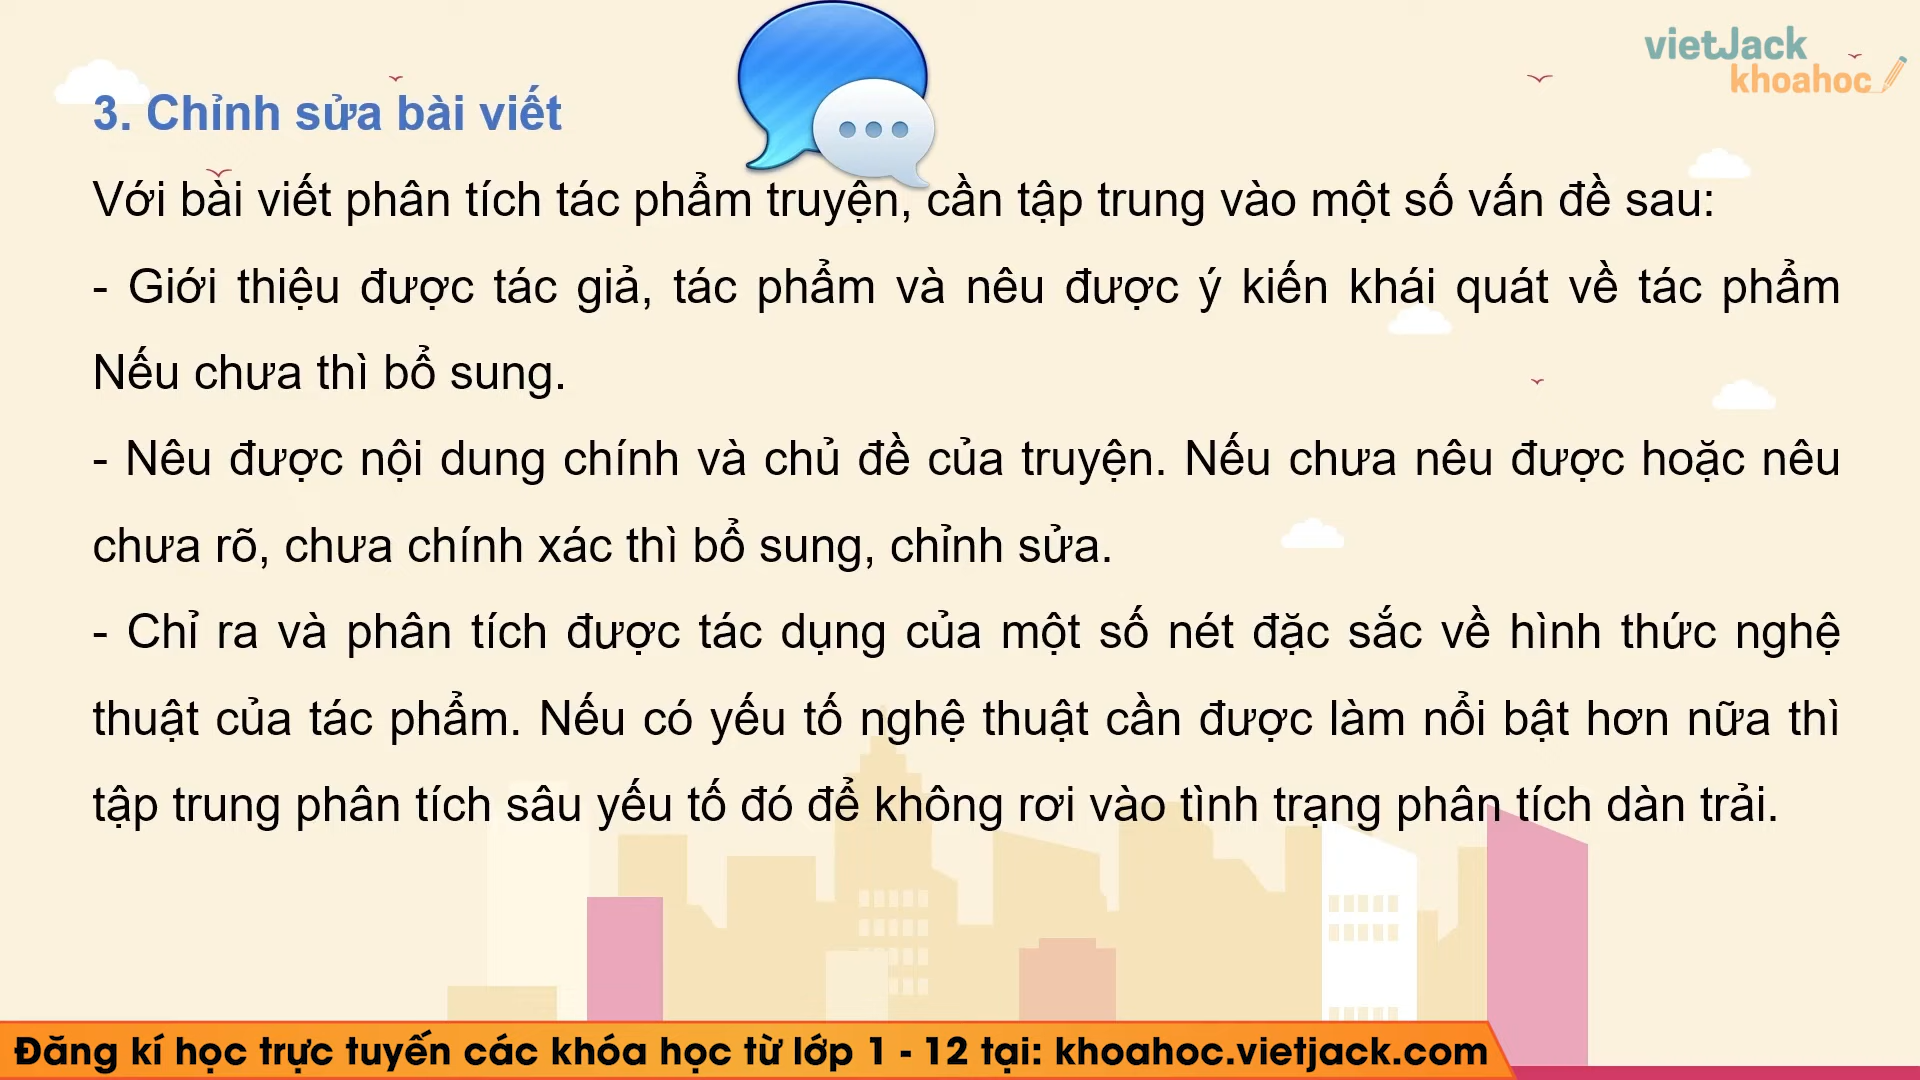 vietJack
khoahoc
3. Chỉnh sửa bài viết
Với bài viết phân tích tác phẩm truyện, cần tập trung vào một số vấn đề sau:
- Giới thiệu được tác giả, tác phẩm và nêu được ý kiến khái quát về tác phẩm
Nếu chưa thì bổ sung.
- Nêu được nội dung chính và chủ đề của truyện. Nếu chưa nêu được hoặc nêu
chưa rõ, chưa chính xác thì bổ sung, chỉnh sửa.
- Chỉ ra và phân tích được tác dụng của một số nét đặc sắc về hình thức nghệ
thuật của tác phẩm. Nếu có yếu tố nghệ thuật cần được làm nổi bật hơn nữa thì
tập trung phân tích sâu yếu tố đó để không rơi vào tình trạng phân tích dàn trải.
Đăng kí học trực tuyến các khóa học từ lớp 1 - 12 tại: khoahoc.vietjack.com